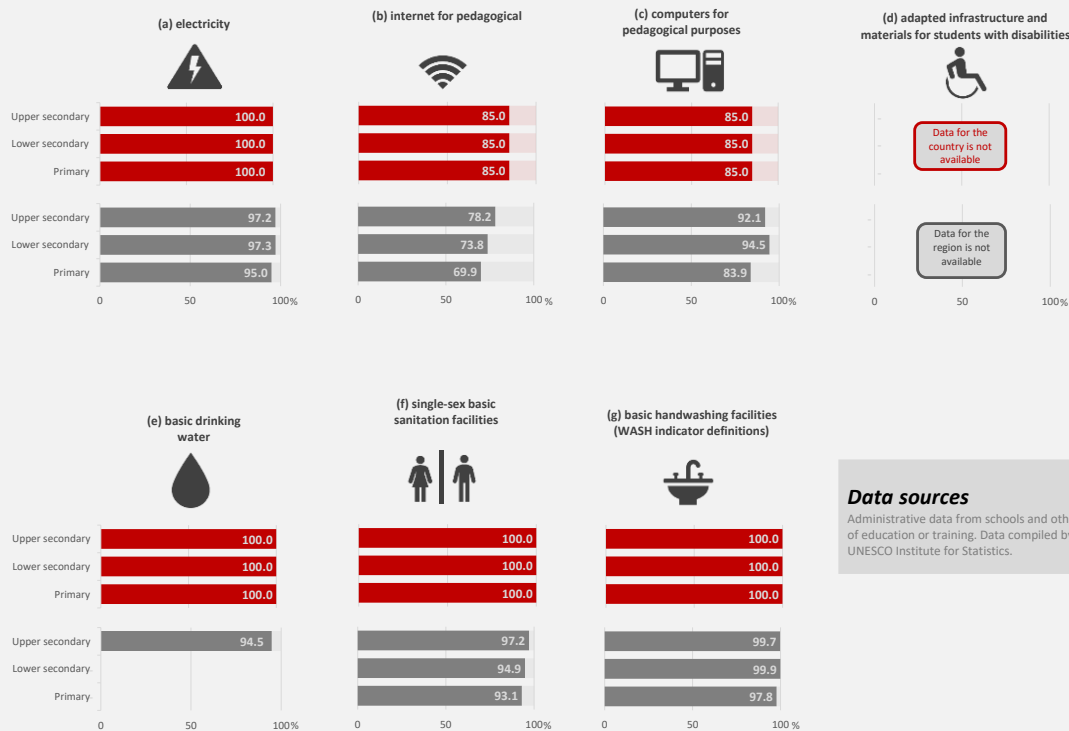 (a) electricity
(b) internet for pedagogical
(c) computers for
pedagogical purposes
(d) adapted infrastructure and
materials for students with disabilities
Upper secondary
100.0
85.0
85.0
Lower secondary
100.0
85.0
85.0
Primary
100.0
85.0
85.0
Data for the
country is not
available
Upper secondary
97.2
78.2
92.1
Lower secondary
97.3
73.8
94.5
Primary
95.0
69.9
83.9
Data for the
region is not
available
0 50 100%
0 50 100%
0 50 100%
0 50 100%
(e) basic drinking
water
(f) single-sex basic
sanitation facilities
(g) basic handwashing facilities
(WASH indicator definitions)
Upper secondary
100.0
100.0
100.0
Lower secondary
100.0
100.0
100.0
Primary
100.0
100.0
100.0
Upper secondary
94.5
97.2
99.7
Lower secondary
94.9
99.9
Primary
93.1
97.8
0 50 100%
0 50 100%
0 50 100%
Data sources
Administrative data from schools and oth
of education or training. Data compiled by
UNESCO Institute for Statistics.